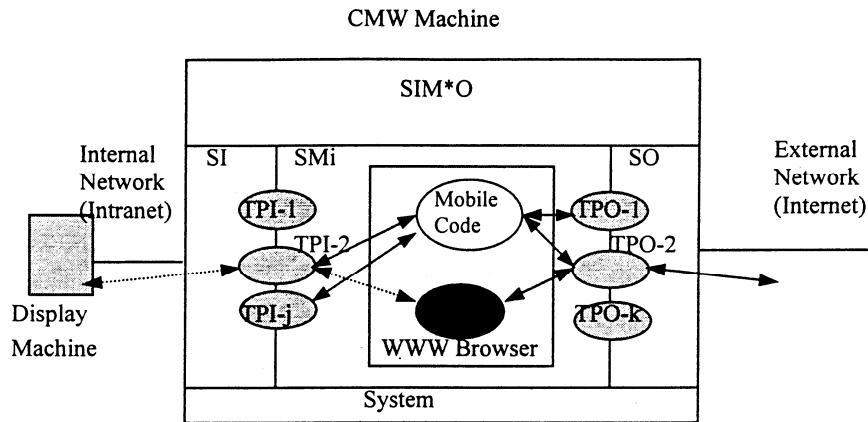 CMW Machine
SIM*O
Internal
Network
(Intranet)
SI
SMi
SO
External
Network
(Internet)
TPI-1
Mobile
Code
TPO-1
TPI-2
TPO-2
TPI-j
TPO-k
Display
Machine
WWW Browser
System